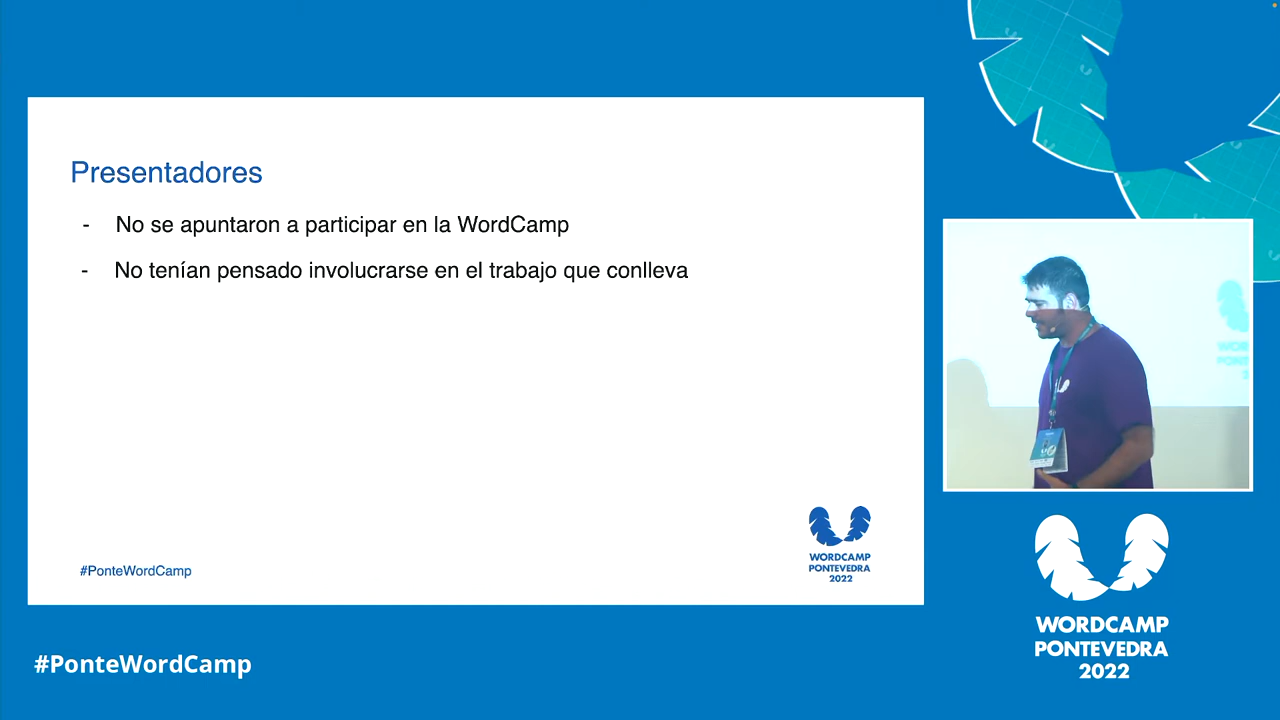 Presentadores
- No se apuntaron a participar en la WordCamp
- No tenían pensado involucrarse en el trabajo que conlleva
WORDCAMP
PONTEVEDRA
2022
#PonteWordCamp
WORDCAMP
PONTEVEDRA
2022
#PonteWordCamp